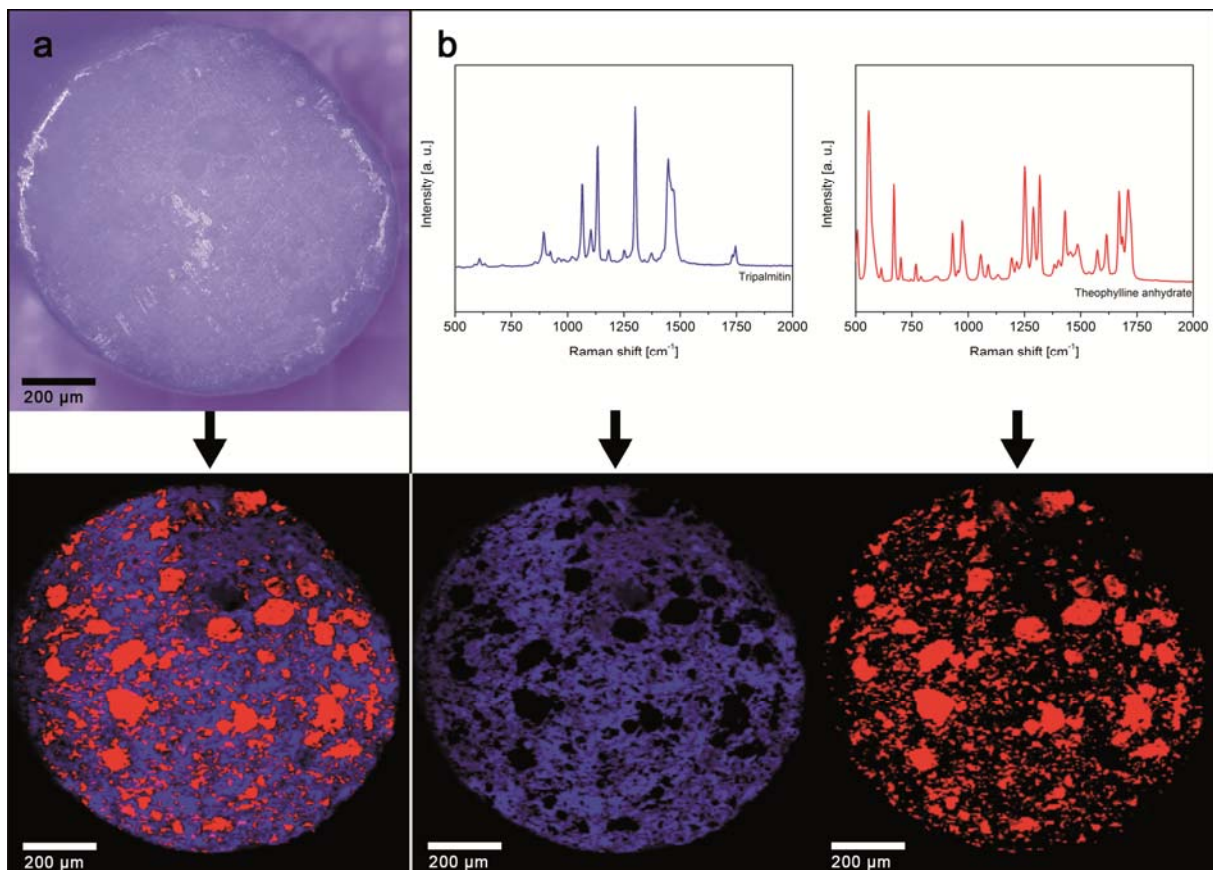 a
200 µm
b
Intensity [a. u.]
Tripalmitin
500 750 1000 1250 1500 1750 2000
Raman shift [cm-1]
Intensity [a. u.]
Theophylline anhydrate
500 750 1000 1250 1500 1750 2000
Raman shift [cm-1]
200 µm
200 µm
200 µm